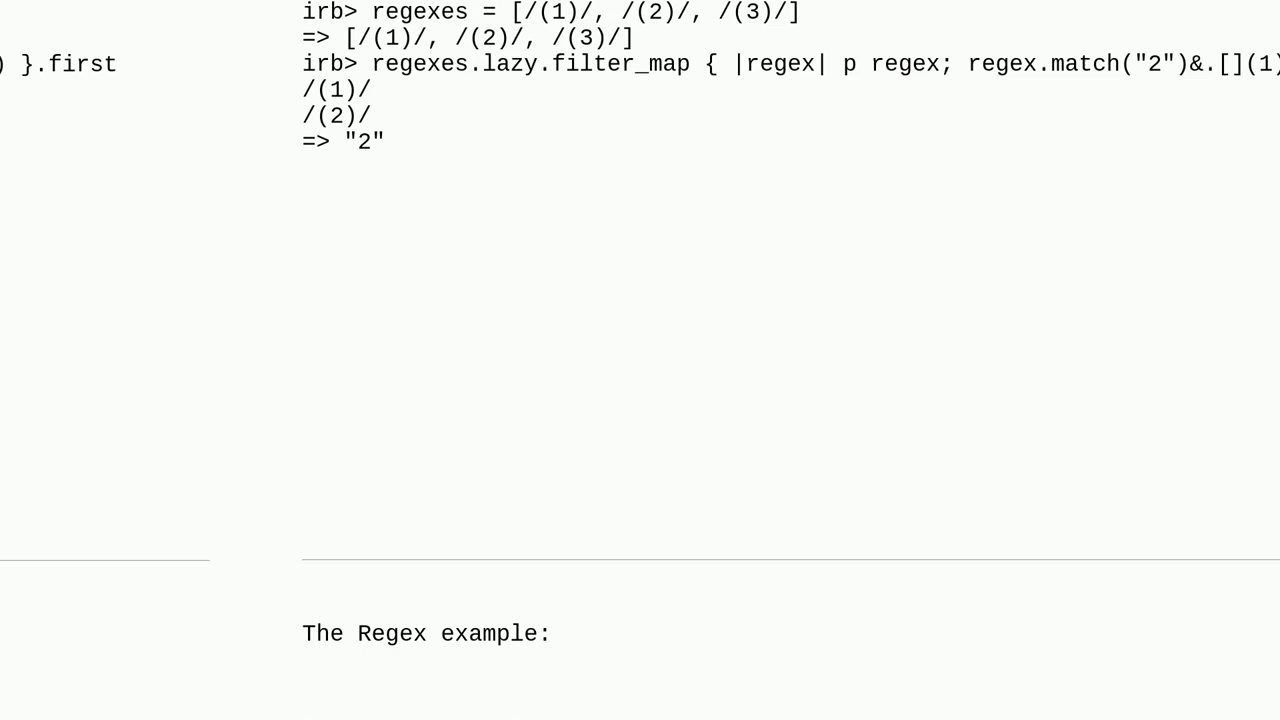 ) }.first
irb> regexes = [/(1)/, /(2)/, /(3)/]
=> [/(1)/, /(2)/, /(3)/]
irb> regexes.lazy.filter_map { |regex| p regex; regex.match("2")&.[](1)
/(1)/
/(2)/
=> "2"
The Regex example: